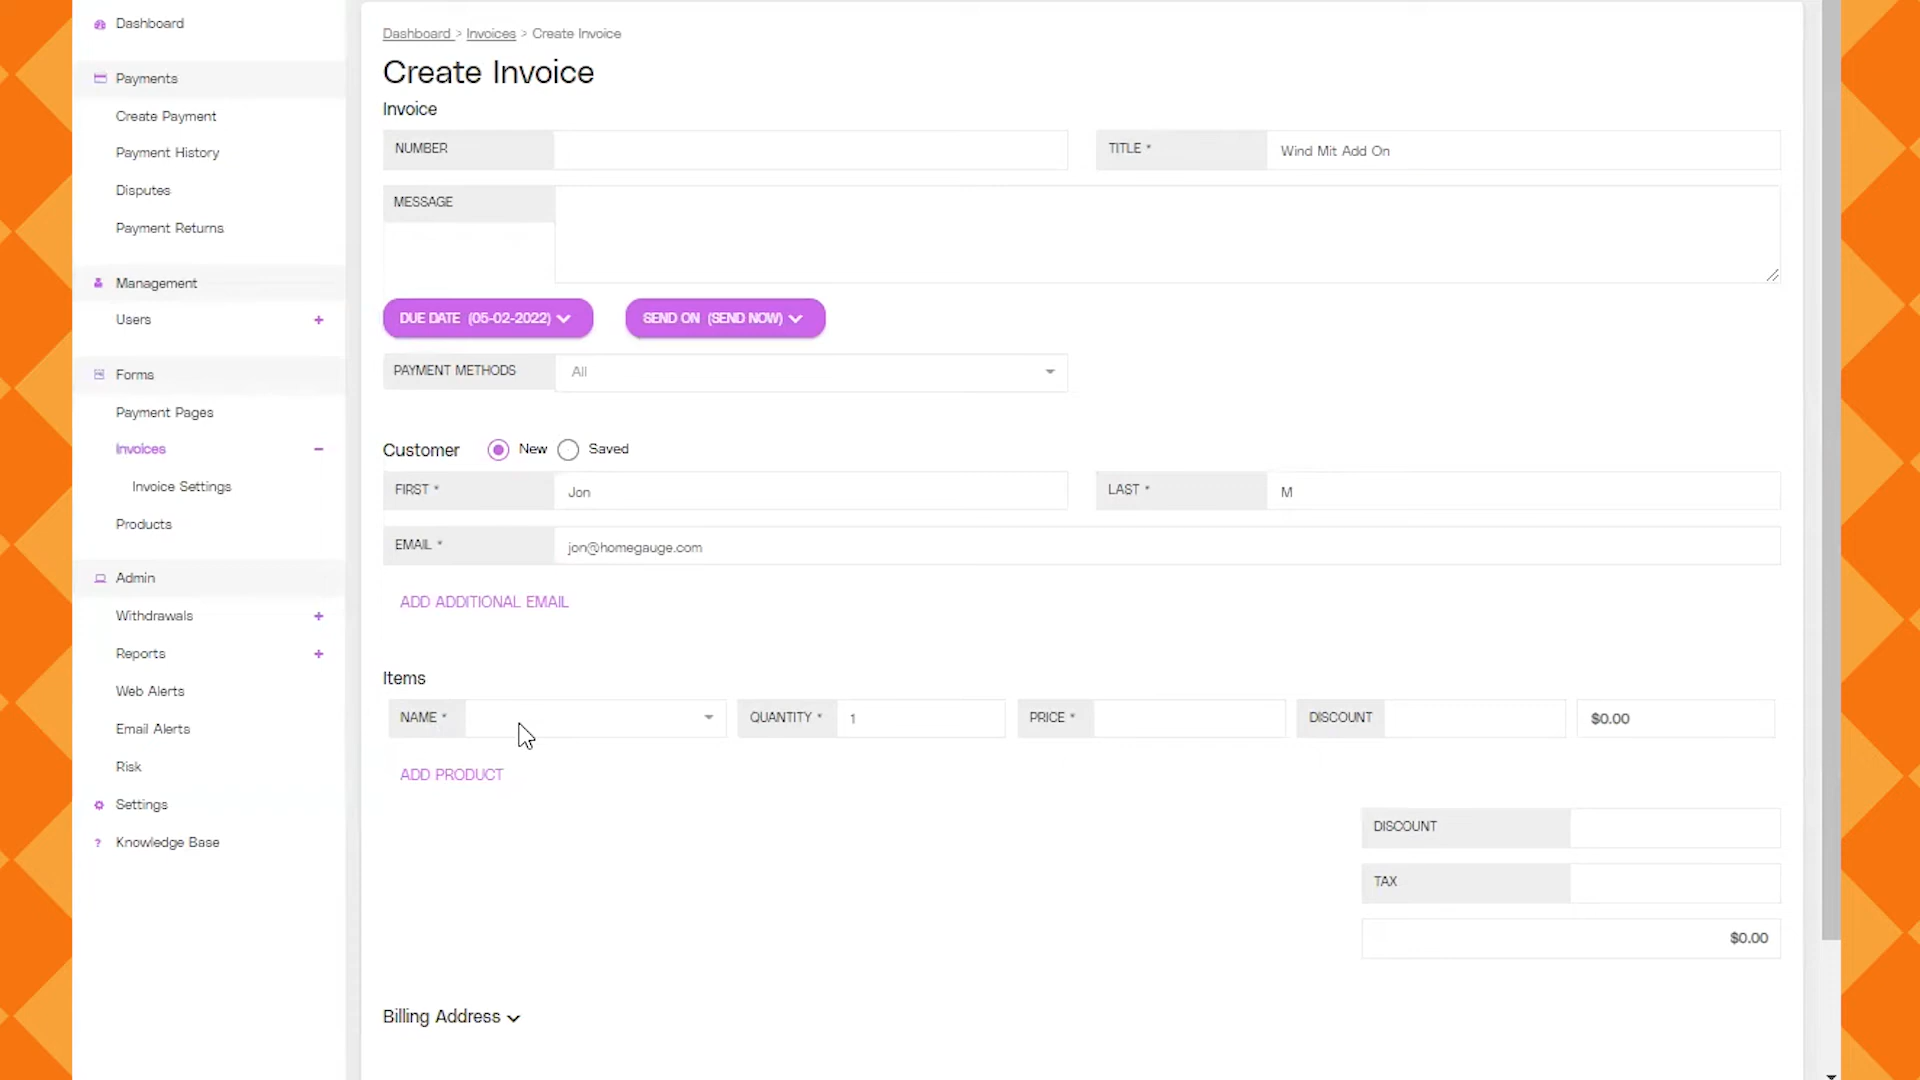 Dashboard
Payments
Create Payment
Payment History
Disputes
Payment Returns
Management
Users +
Forms
Payment Pages
Invoices -
Invoice Settings
Products
Admin
Withdrawals +
Reports +
Web Alerts
Email Alerts
Risk
Settings
? Knowledge Base
Dashboard > Invoices > Create Invoice
Create Invoice
Invoice
NUMBER
TITLE * Wind Mit Add On
MESSAGE
DUE DATE (05-02-2022)
SEND ON (SEND NOW)
PAYMENT METHODS All
Customer New Saved
FIRST * Jon
LAST * M
EMAIL * jon@homegauge.com
ADD ADDITIONAL EMAIL
Items
NAME * QUANTITY * 1 PRICE * DISCOUNT $0.00
ADD PRODUCT
DISCOUNT
TAX
$0.00
Billing Address